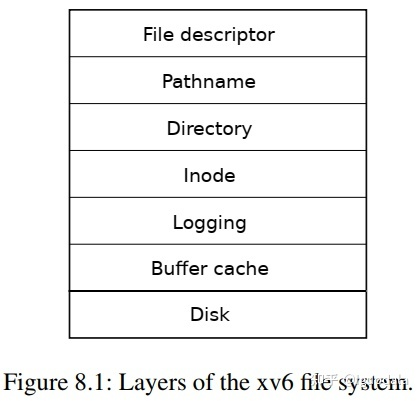 File descriptor
Pathname
Directory
Inode
Logging
Buffer cache
Disk
Figure 8.1: Layers of the xv6 file system.